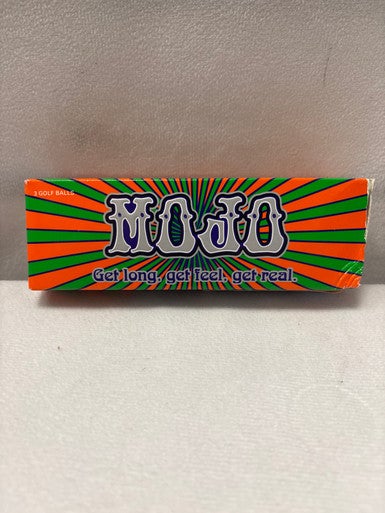 3 GOLF BALLS
MOJO
Get long, get feel, get real.